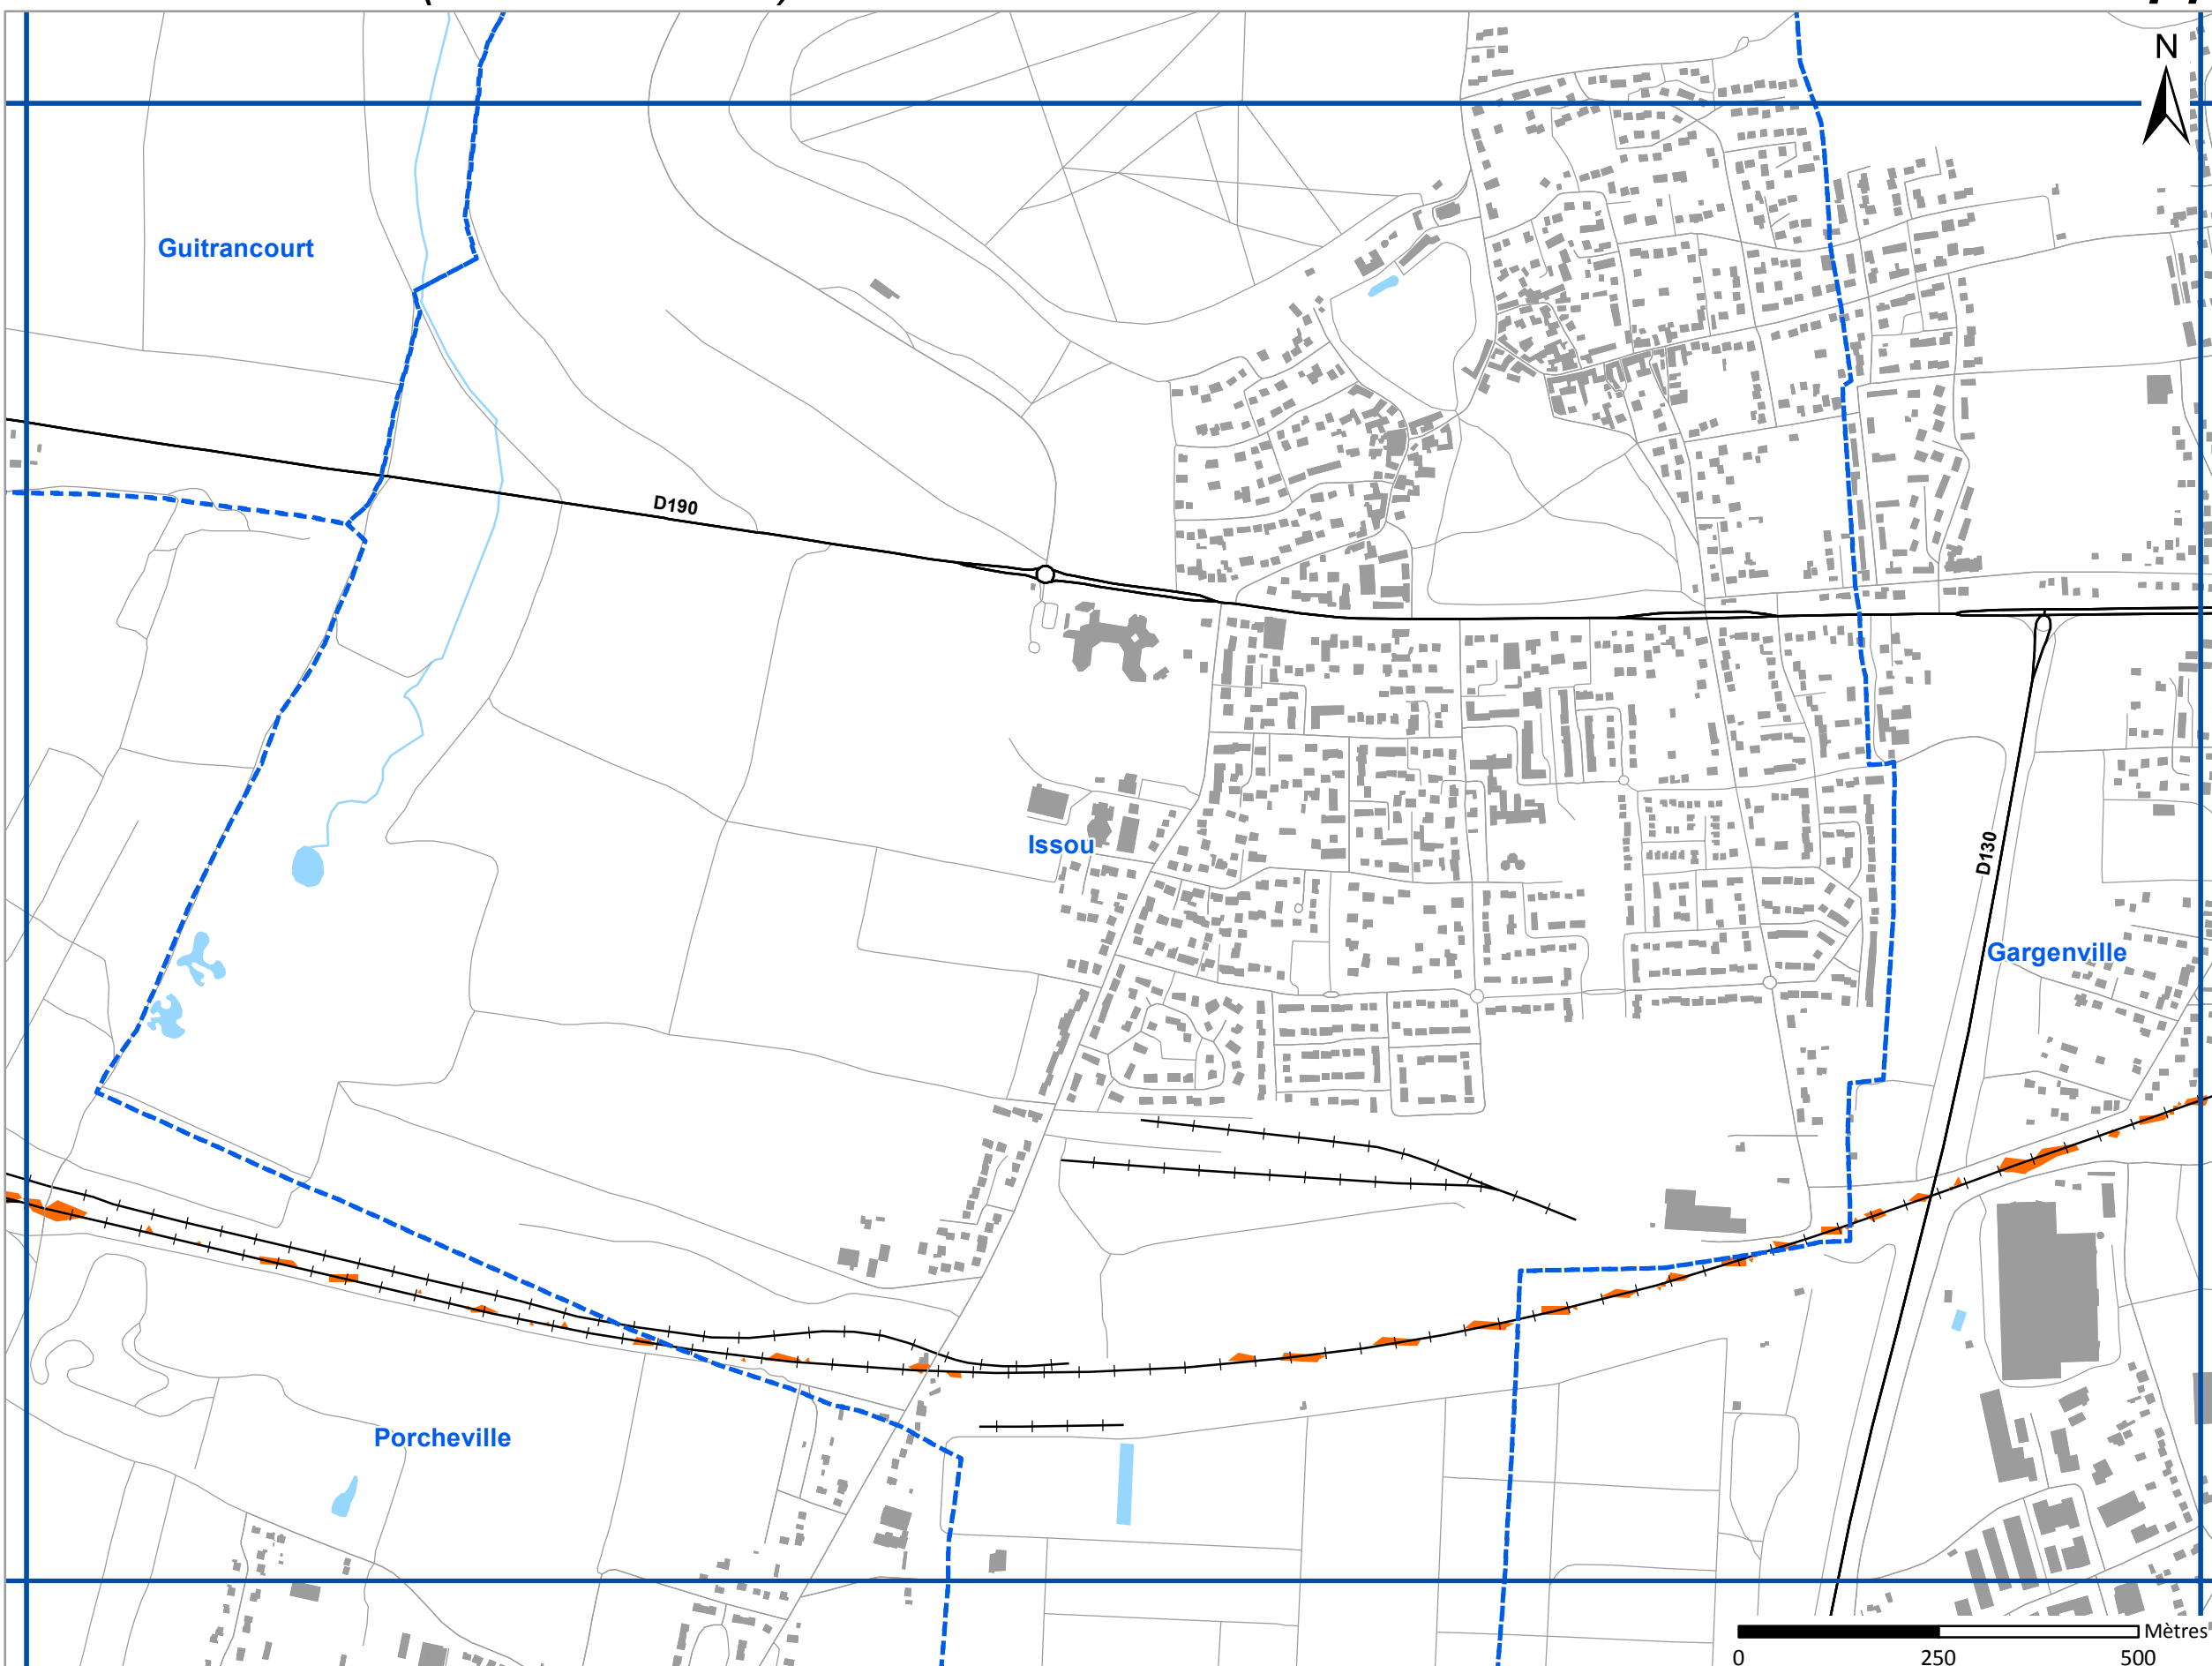 N
Guitrancourt
D190
Issou
D130
Gargenville
Porcheville
Mètres
0 250 500